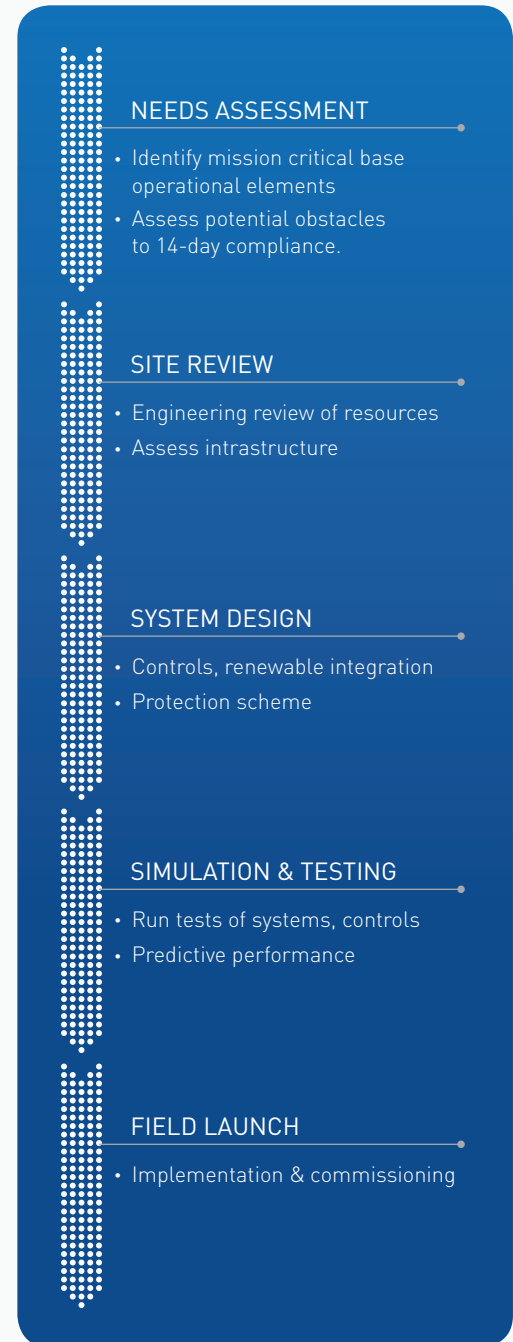 NEEDS ASSESSMENT
• Identify mission critical base
operational elements
• Assess potential obstacles
to 14-day compliance.
SITE REVIEW
• Engineering review of resources
• Assess intrastructure
SYSTEM DESIGN
• Controls, renewable integration
• Protection scheme
SIMULATION & TESTING
• Run tests of systems, controls
• Predictive performance
FIELD LAUNCH
• Implementation & commissioning